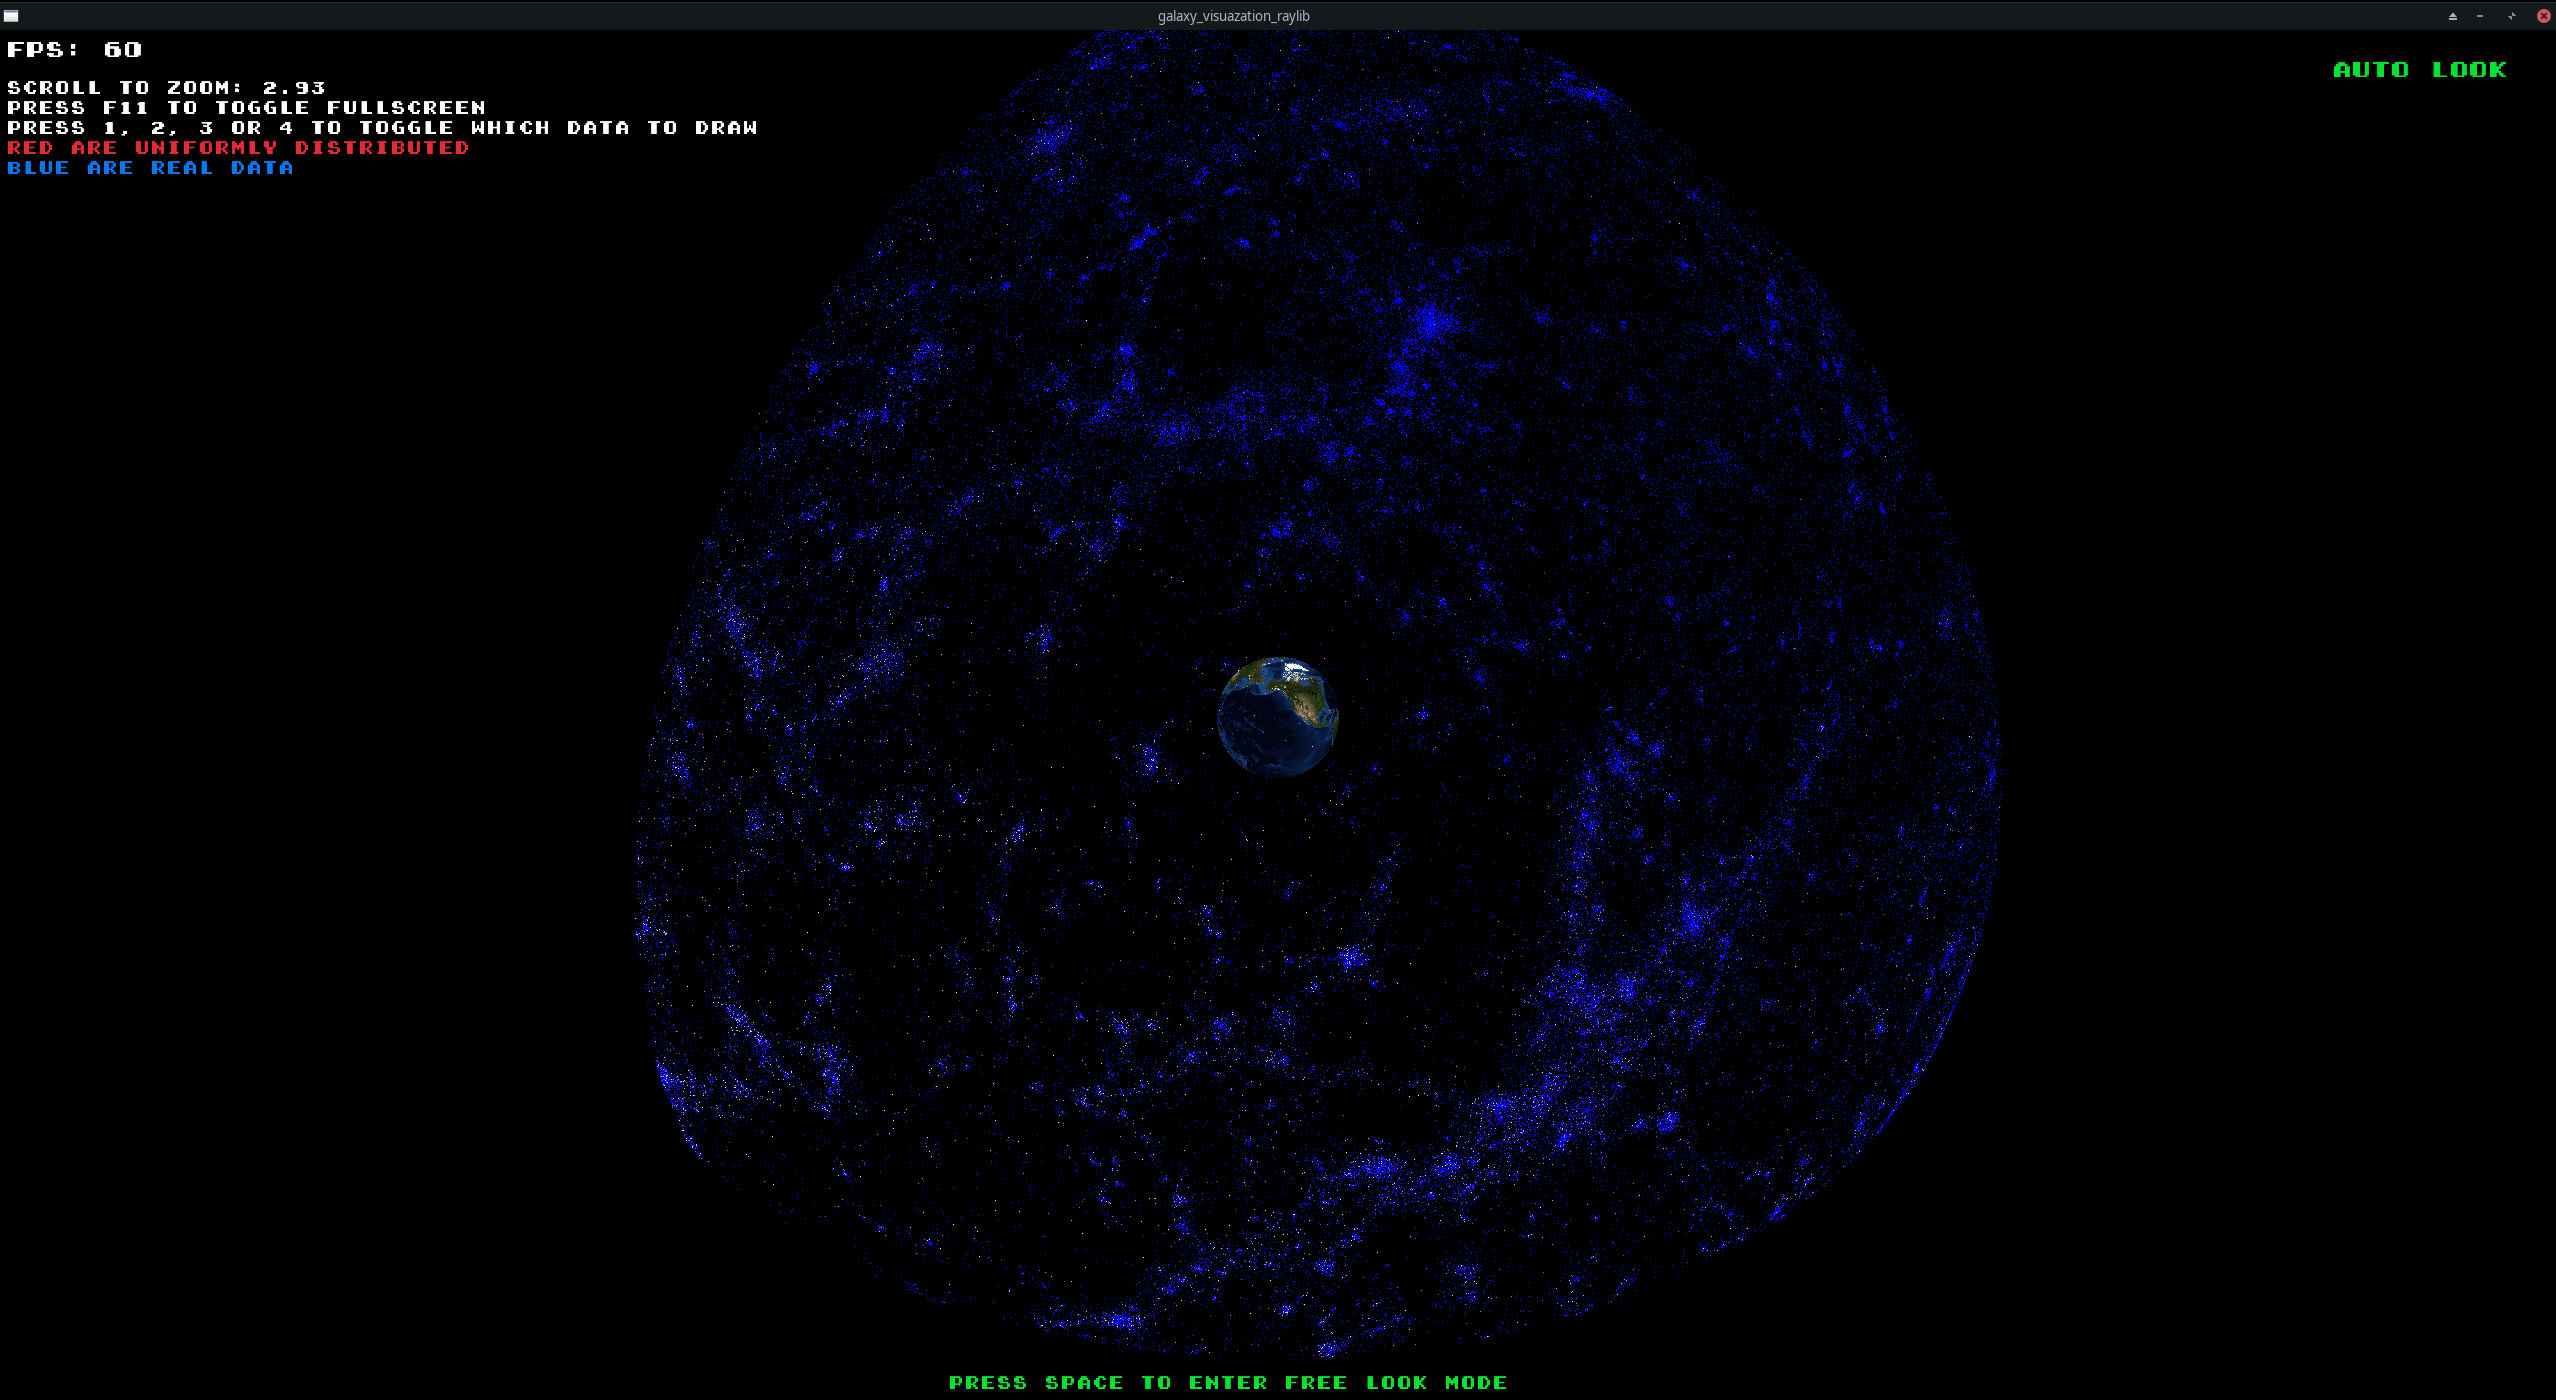 galaxy_visuazation_raylib
FPS: 60
AUTO LOOK
SCROLL TO ZOOM: 2.93
PRESS F11 TO TOGGLE FULLSCREEN
PRESS 1, 2, 3 OR 4 TO TOGGLE WHICH DATA TO DRAW
RED ARE UNIFORMLY DISTRIBUTED
BLUE ARE REAL DATA
PRESS SPACE TO ENTER FREE LOOK MODE